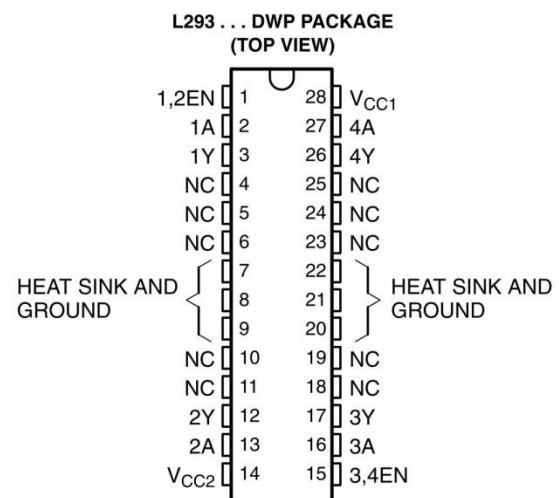 L293 . . . DWP PACKAGE
(TOP VIEW)
1,2EN 1 28 VCC1
1A 2 27 4A
1Y 3 26 4Y
NC 4 25 NC
NC 5 24 NC
NC 6 23 NC
7 22
HEAT SINK AND 8 21 HEAT SINK AND
GROUND GROUND
9 20
NC 10 19 NC
NC 11 18 NC
2Y 12 17 3Y
2A 13 16 3A
VCC2 14 15 3,4EN